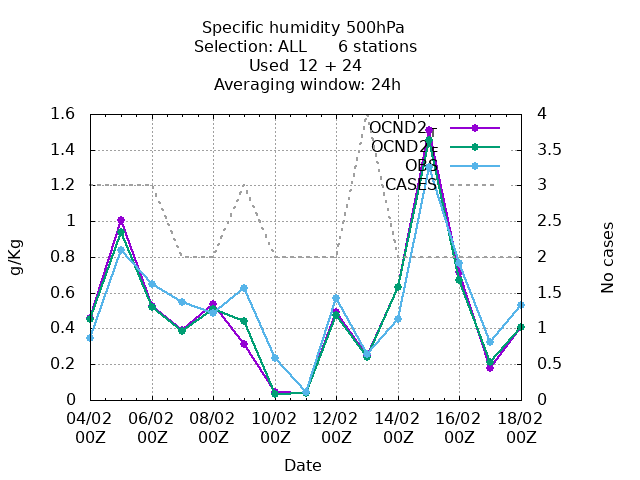 Specific humidity 500hPa
Selection: ALL 6 stations
Used 12 + 24
Averaging window: 24h
1.6
1.4
1.2
1
0.8
0.6
0.4
0.2
0
g/Kg
4
3.5
3
2.5
2
1.5
1
0.5
0
No cases
OCND2
OCND2
OBS
CASES
04/02 06/02 08/02 10/02 12/02 14/02 16/02 18/02
00Z 00Z 00Z 00Z 00Z 00Z 00Z 00Z
Date